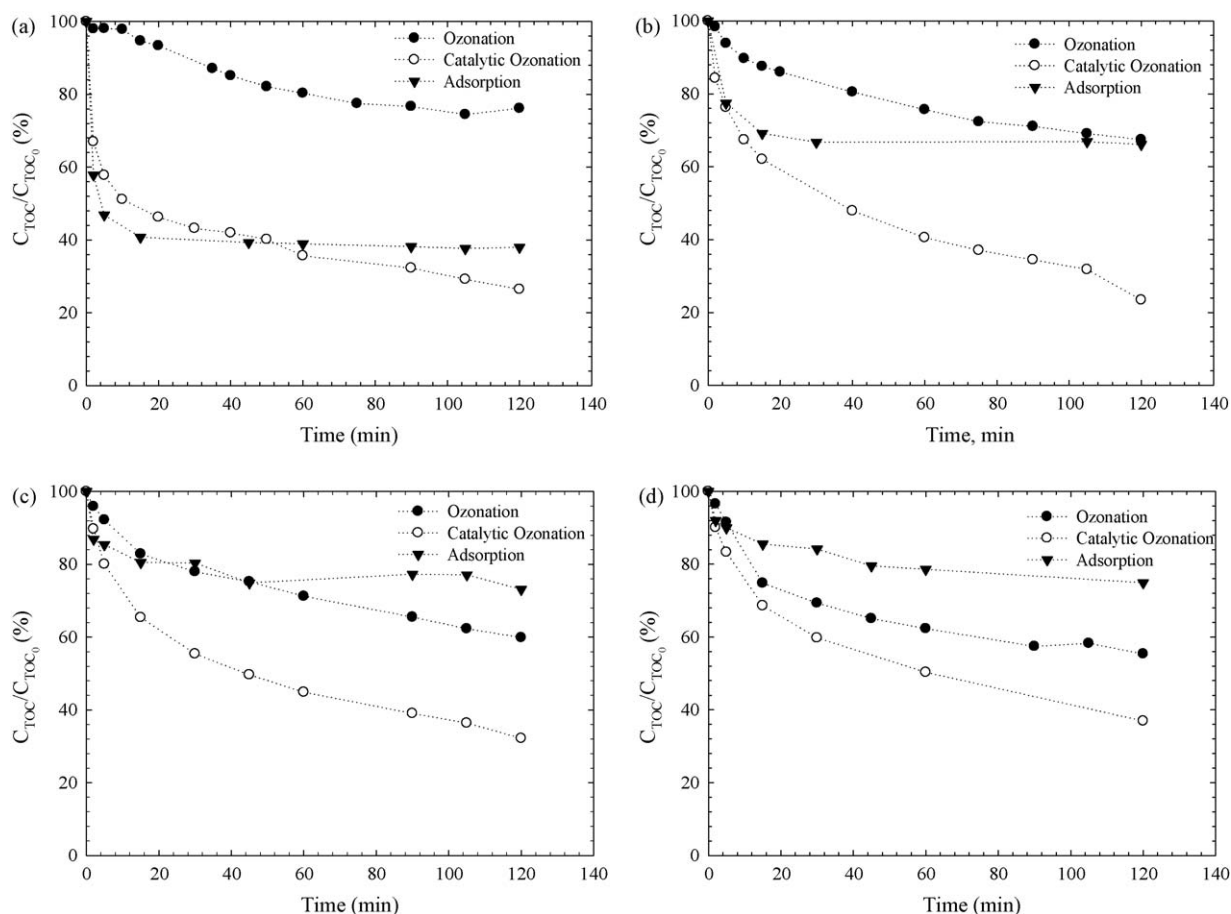 (a)
100
80
60
40
20
0
C_TOC/C_TOC₀ (%)
Ozonation
Catalytic Ozonation
Adsorption
0 20 40 60 80 100 120 140
Time (min)
(b)
100
80
60
40
20
0
C_TOC/C_TOC₀ (%)
Ozonation
Catalytic Ozonation
Adsorption
0 20 40 60 80 100 120 140
Time, min
(c)
100
80
60
40
20
0
C_TOC/C_TOC₀ (%)
Ozonation
Catalytic Ozonation
Adsorption
0 20 40 60 80 100 120 140
Time (min)
(d)
100
80
60
40
20
0
C_TOC/C_TOC₀ (%)
Ozonation
Catalytic Ozonation
Adsorption
0 20 40 60 80 100 120 140
Time (min)